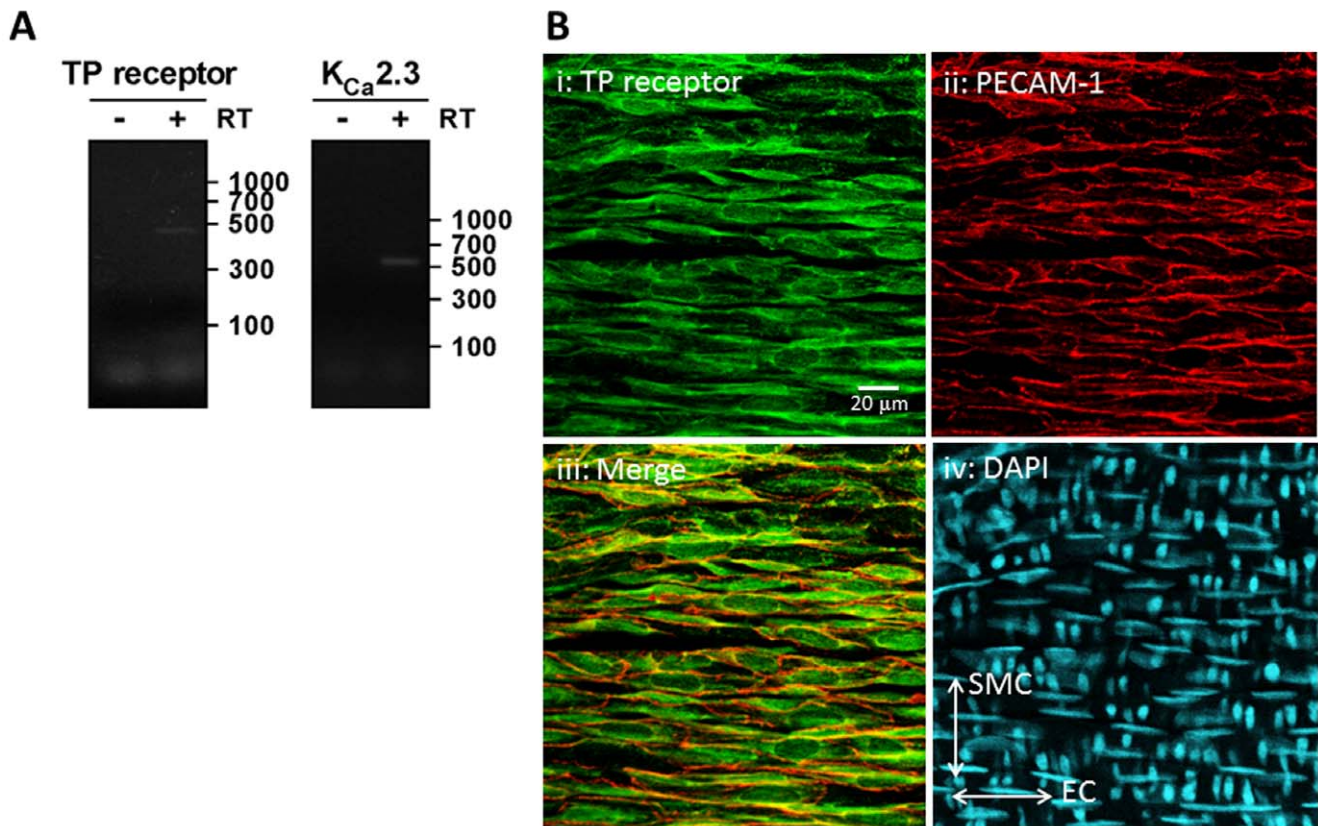 A
B
TP receptor
K_Ca2.3
- + RT
- + RT
1000
700
500
300
100
1000
700
500
300
100
i: TP receptor
20 μm
ii: PECAM-1
iii: Merge
iv: DAPI
SMC
EC